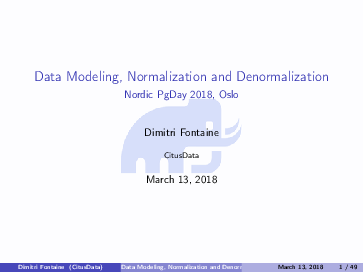 Data Modeling, Normalization and Denormalization
Nordic PgDay 2018, Oslo
Dimitri Fontaine
CitusData
March 13, 2018
Dimitri Fontaine (CitusData) Data Modeling, Normalization and Denor March 13, 2018 1 / 49